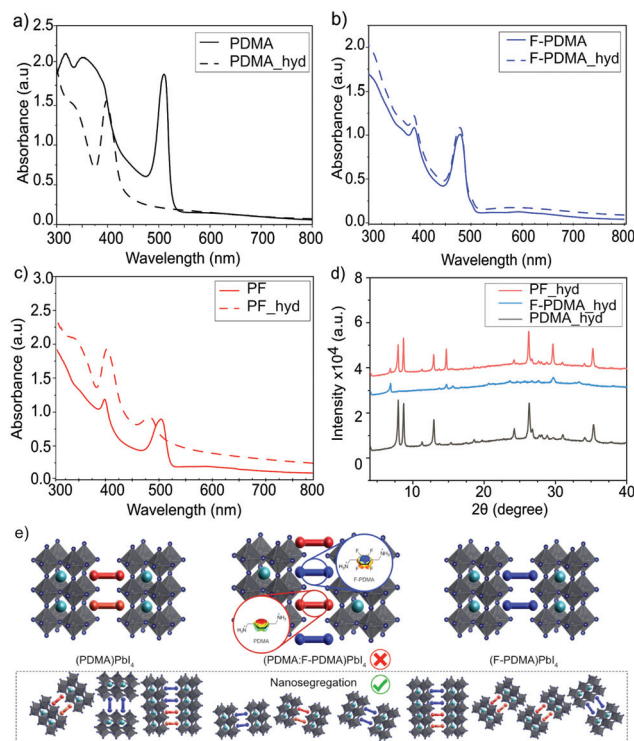 a)
PDMA
PDMA_hyd
Absorbance (a.u)
2.0
1.5
1.0
0.5
0.0
300 400 500 600 700 800
Wavelength (nm)
b)
F-PDMA
F-PDMA_hyd
Absorbance (a.u)
2.0
1.5
1.0
0.5
0.0
300 400 500 600 700 800
Wavelength (nm)
c)
PF
PF_hyd
Absorbance (a.u)
3.0
2.5
2.0
1.5
1.0
0.5
0.0
300 400 500 600 700 800
Wavelength (nm)
d)
PF_hyd
F-PDMA_hyd
PDMA_hyd
Intensity x10⁴ (a.u.)
8
6
4
2
0
10 20 30 40
2θ (degree)
e)
F
F
F
F
H₂N
NH₂
F-PDMA
NH₂
H₂N
PDMA
(PDMA)PbI₄
(PDMA:F-PDMA)PbI₄
(F-PDMA)PbI₄
Nanosegregation